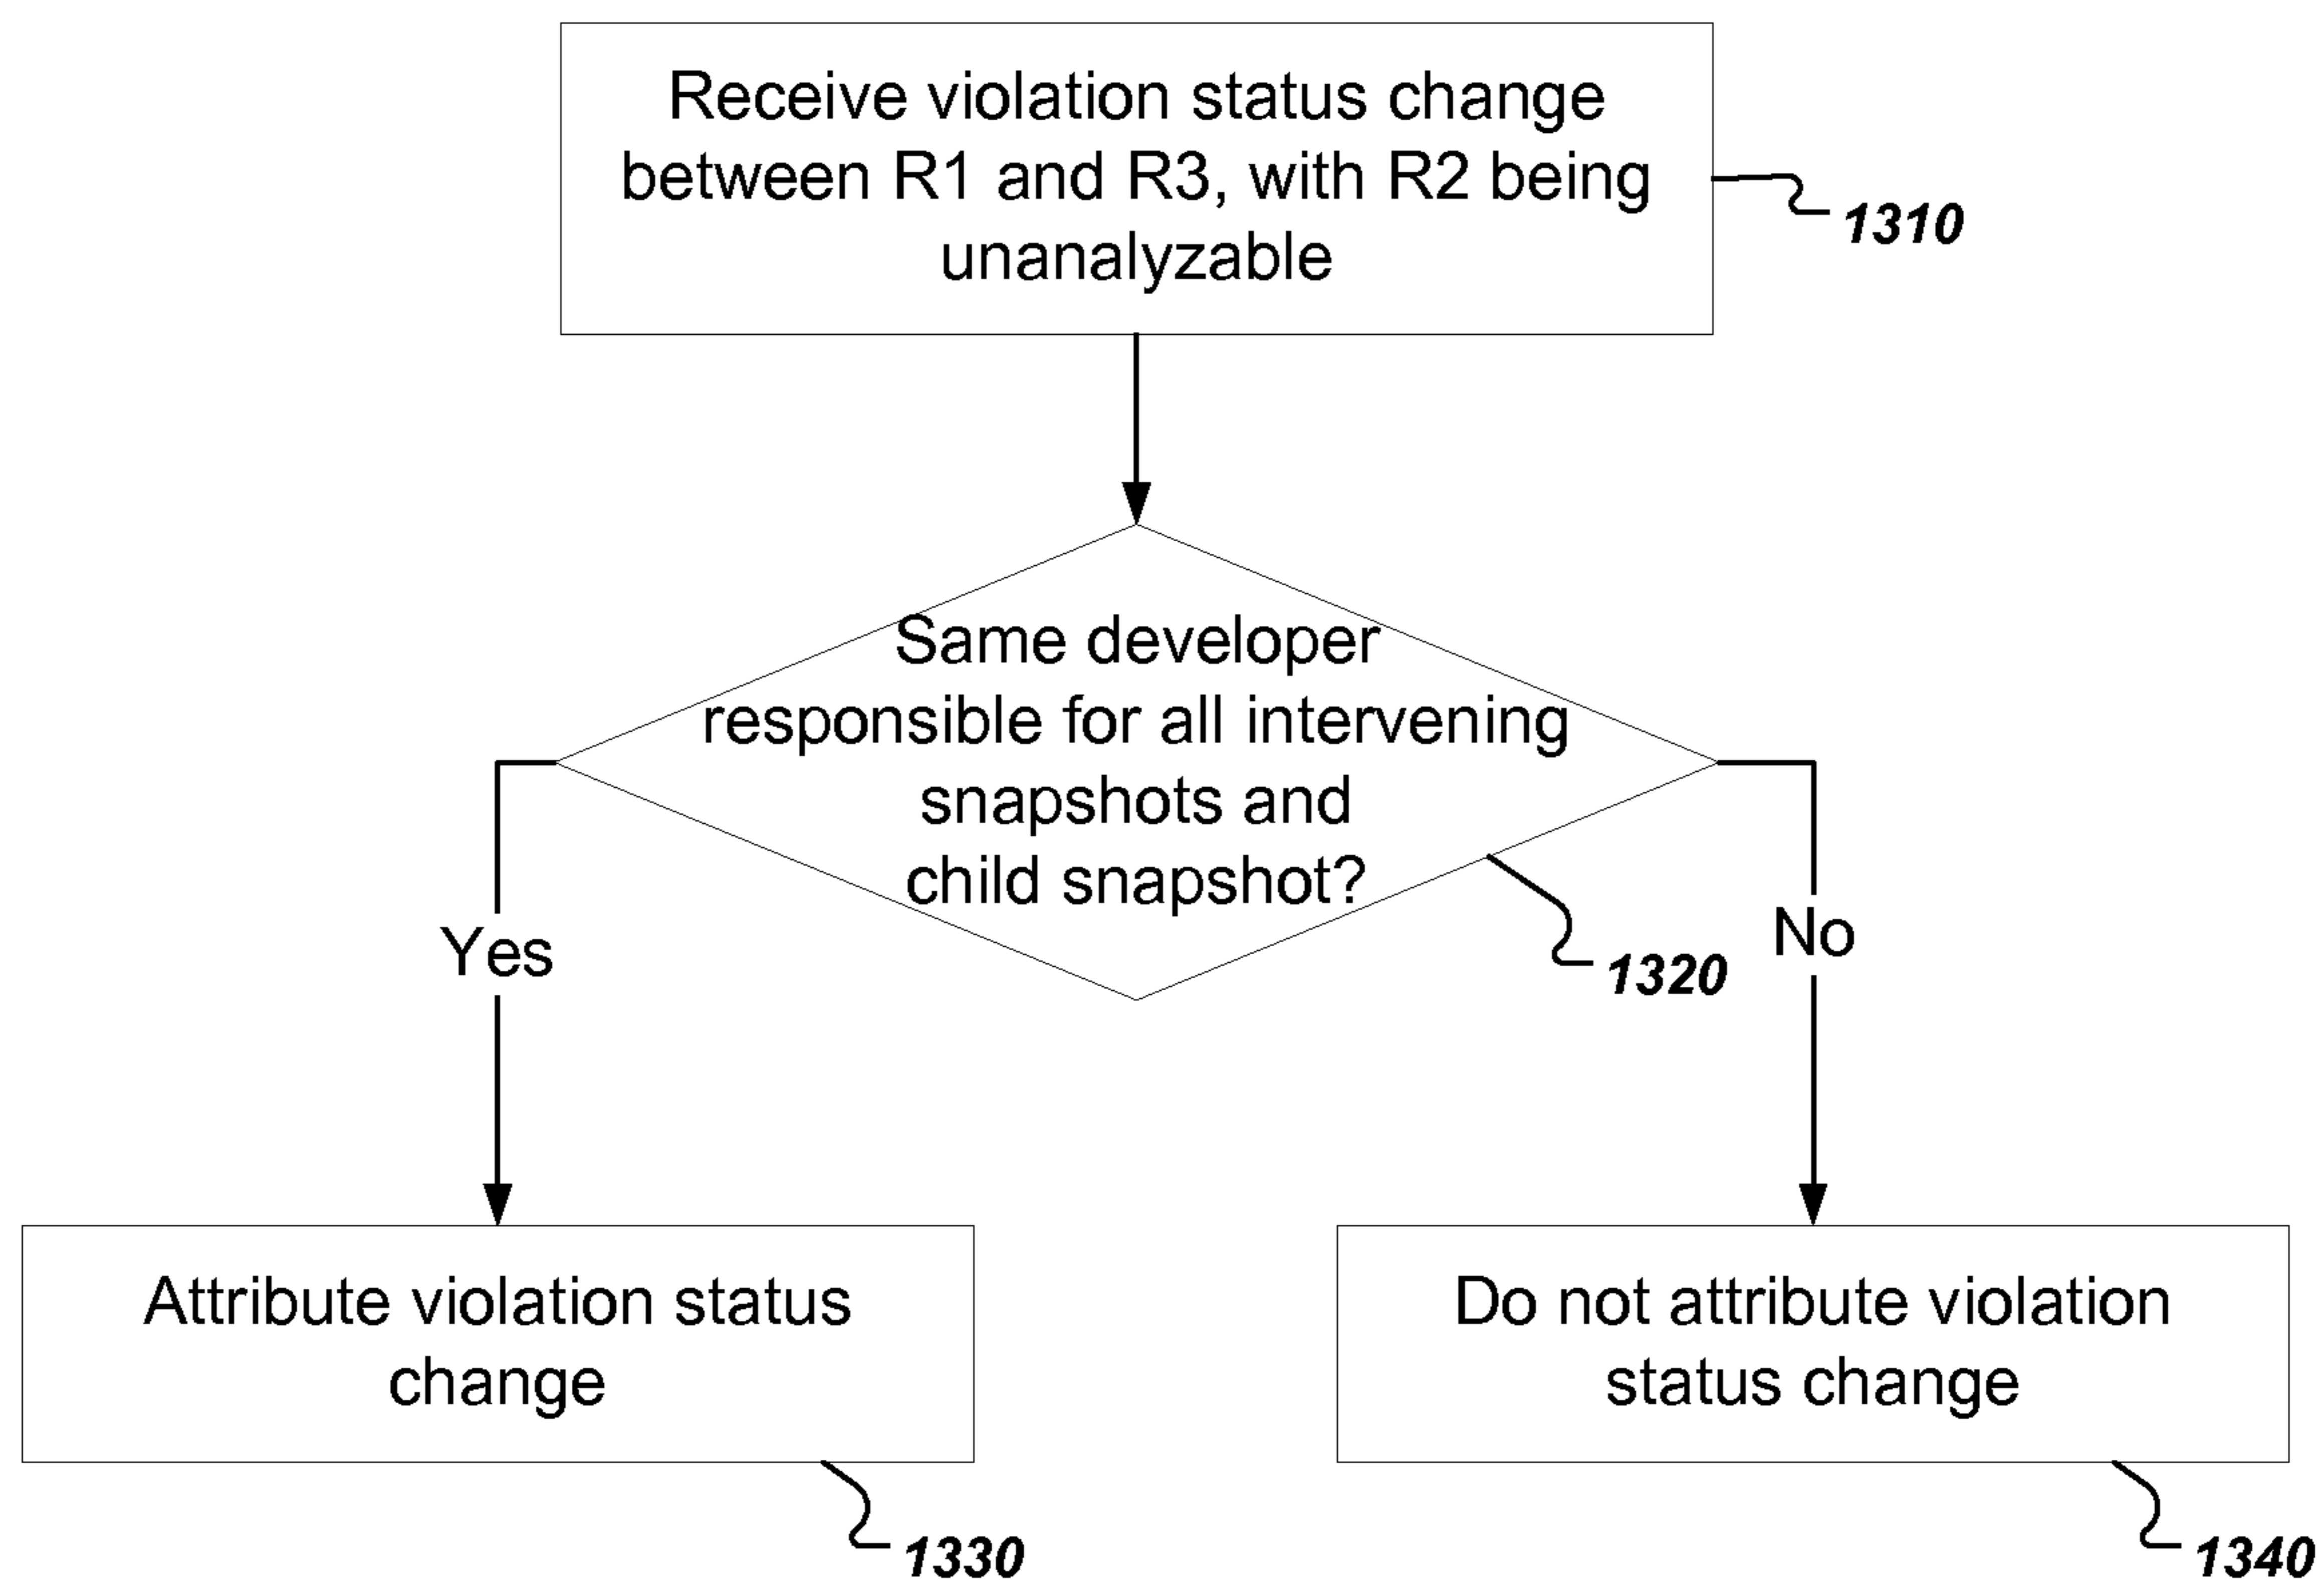 Receive violation status change
between R1 and R3, with R2 being
unanalyzable
1310
Same developer
responsible for all intervening
snapshots and
child snapshot?
1320
Yes
No
Attribute violation status
change
1330
Do not attribute violation
status change
1340